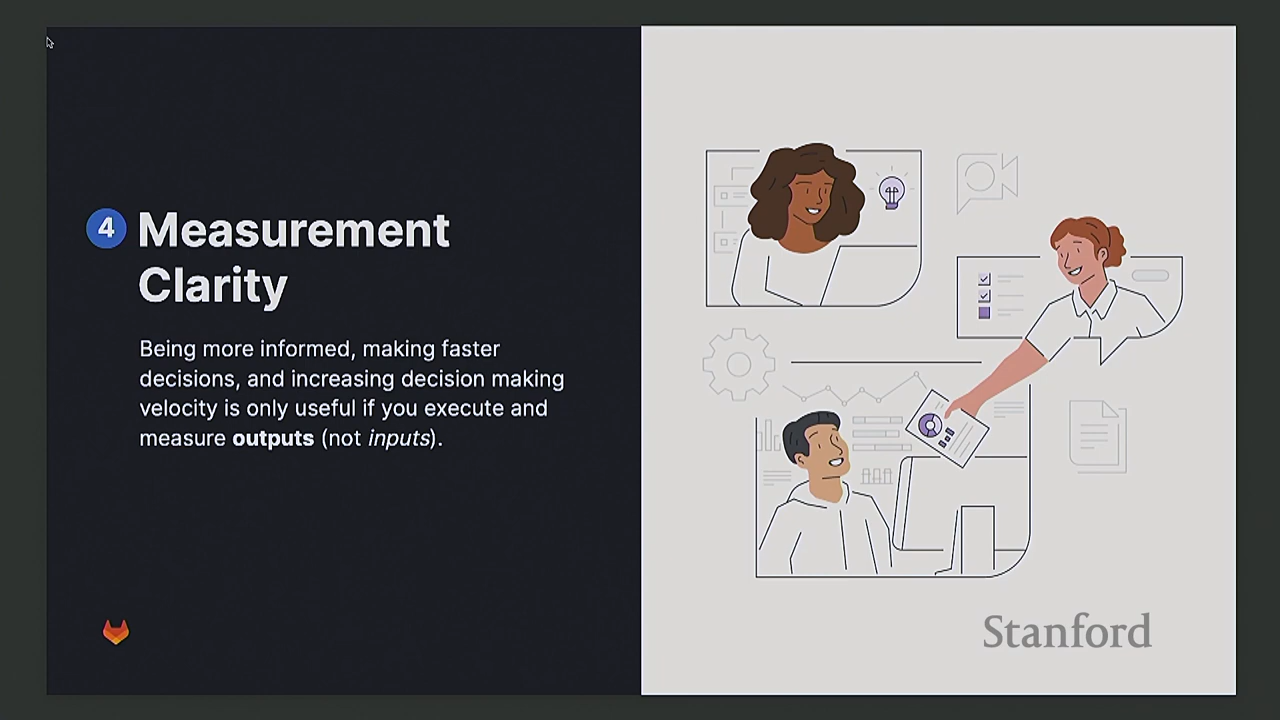 4 Measurement
Clarity
Being more informed, making faster
decisions, and increasing decision making
velocity is only useful if you execute and
measure outputs (not inputs).
Stanford